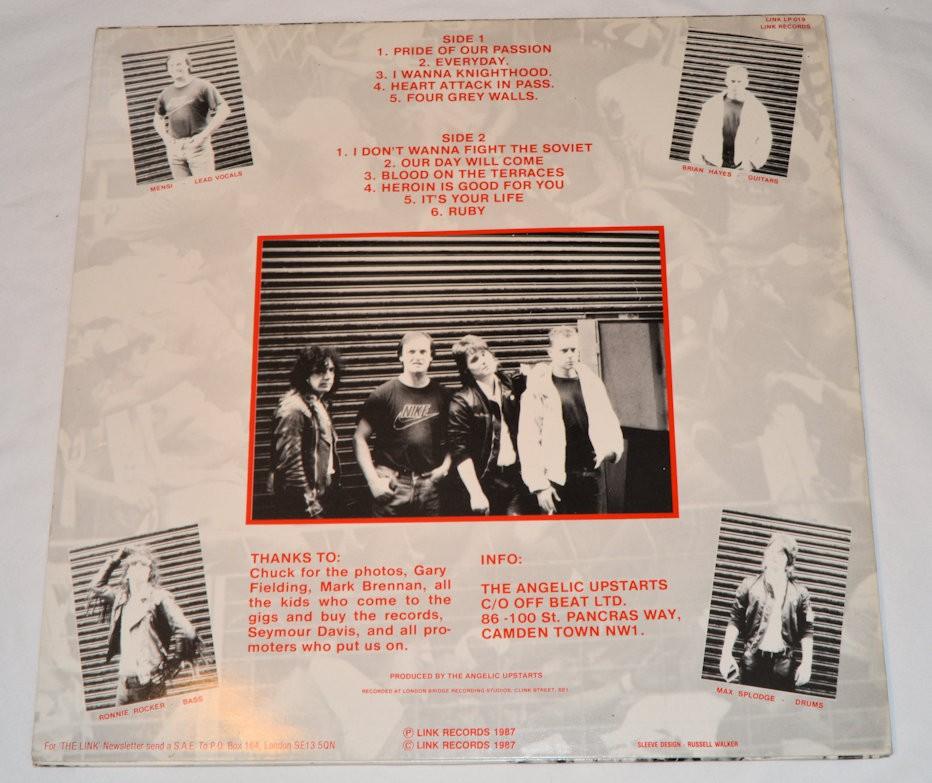 LINK LP 019
LINK RECORDS
SIDE 1
1. PRIDE OF OUR PASSION
2. EVERYDAY.
3. I WANNA KNIGHTHOOD.
4. HEART ATTACK IN PASS.
5. FOUR GREY WALLS.
MENSI - LEAD VOCALS
BRIAN HAYES - GUITARS
SIDE 2
1. I DON'T WANNA FIGHT THE SOVIET
2. OUR DAY WILL COME
3. BLOOD ON THE TERRACES
4. HEROIN IS GOOD FOR YOU
5. IT'S YOUR LIFE
6. RUBY
NIKE
THANKS TO:
Chuck for the photos, Gary
Fielding, Mark Brennan, all
the kids who come to the
gigs and buy the records,
Seymour Davis, and all pro-
moters who put us on.
INFO:
THE ANGELIC UPSTARTS
C/O OFF BEAT LTD.
86 -100 St. PANCRAS WAY,
CAMDEN TOWN NW1.
RONNIE ROCKER - BASS
MAX SPLODGE - DRUMS
PRODUCED BY THE ANGELIC UPSTARTS
RECORDED AT LONDON BRIDGE RECORDING STUDIOS, CLINK STREET, SE1
For 'THE LINK' Newsletter send a S.A.E. To P.O. Box 164, London SE13 5QN
Ⓟ LINK RECORDS 1987
© LINK RECORDS 1987
SLEEVE DESIGN - RUSSELL WALKER